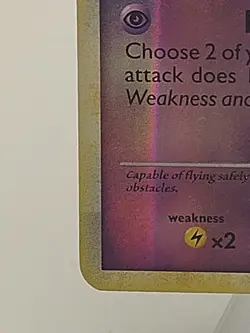 Choose 2 of y
attack does
Weakness and
Capable of flying safely
obstacles.
weakness
×2